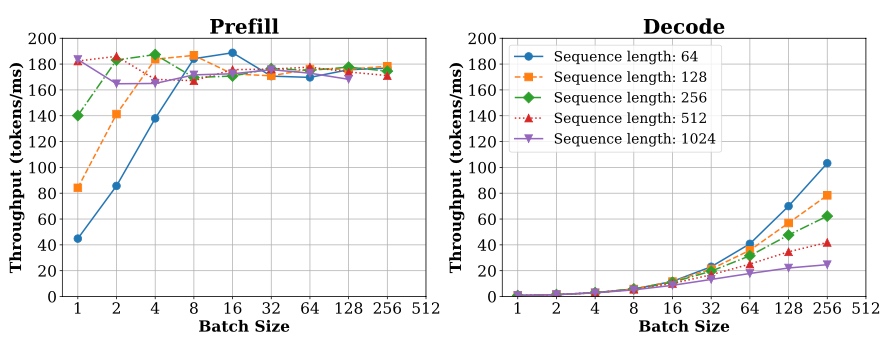 Prefill
Throughput (tokens/ms)
200
180
160
140
120
100
80
60
40
20
0
1 2 4 8 16 32 64 128 256 512
Batch Size
Decode
Throughput (tokens/ms)
200
180
160
140
120
100
80
60
40
20
0
Sequence length: 64
Sequence length: 128
Sequence length: 256
Sequence length: 512
Sequence length: 1024
1 2 4 8 16 32 64 128 256 512
Batch Size